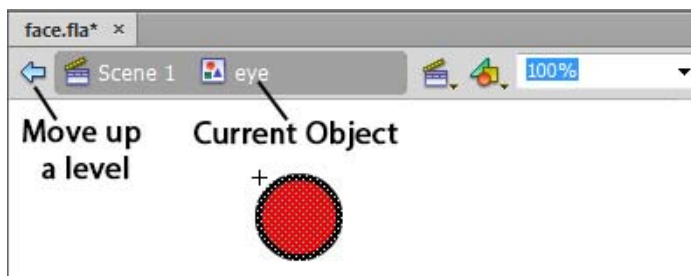 face.fla* ×
Scene 1 eye 100%
Move up
a level
Current Object